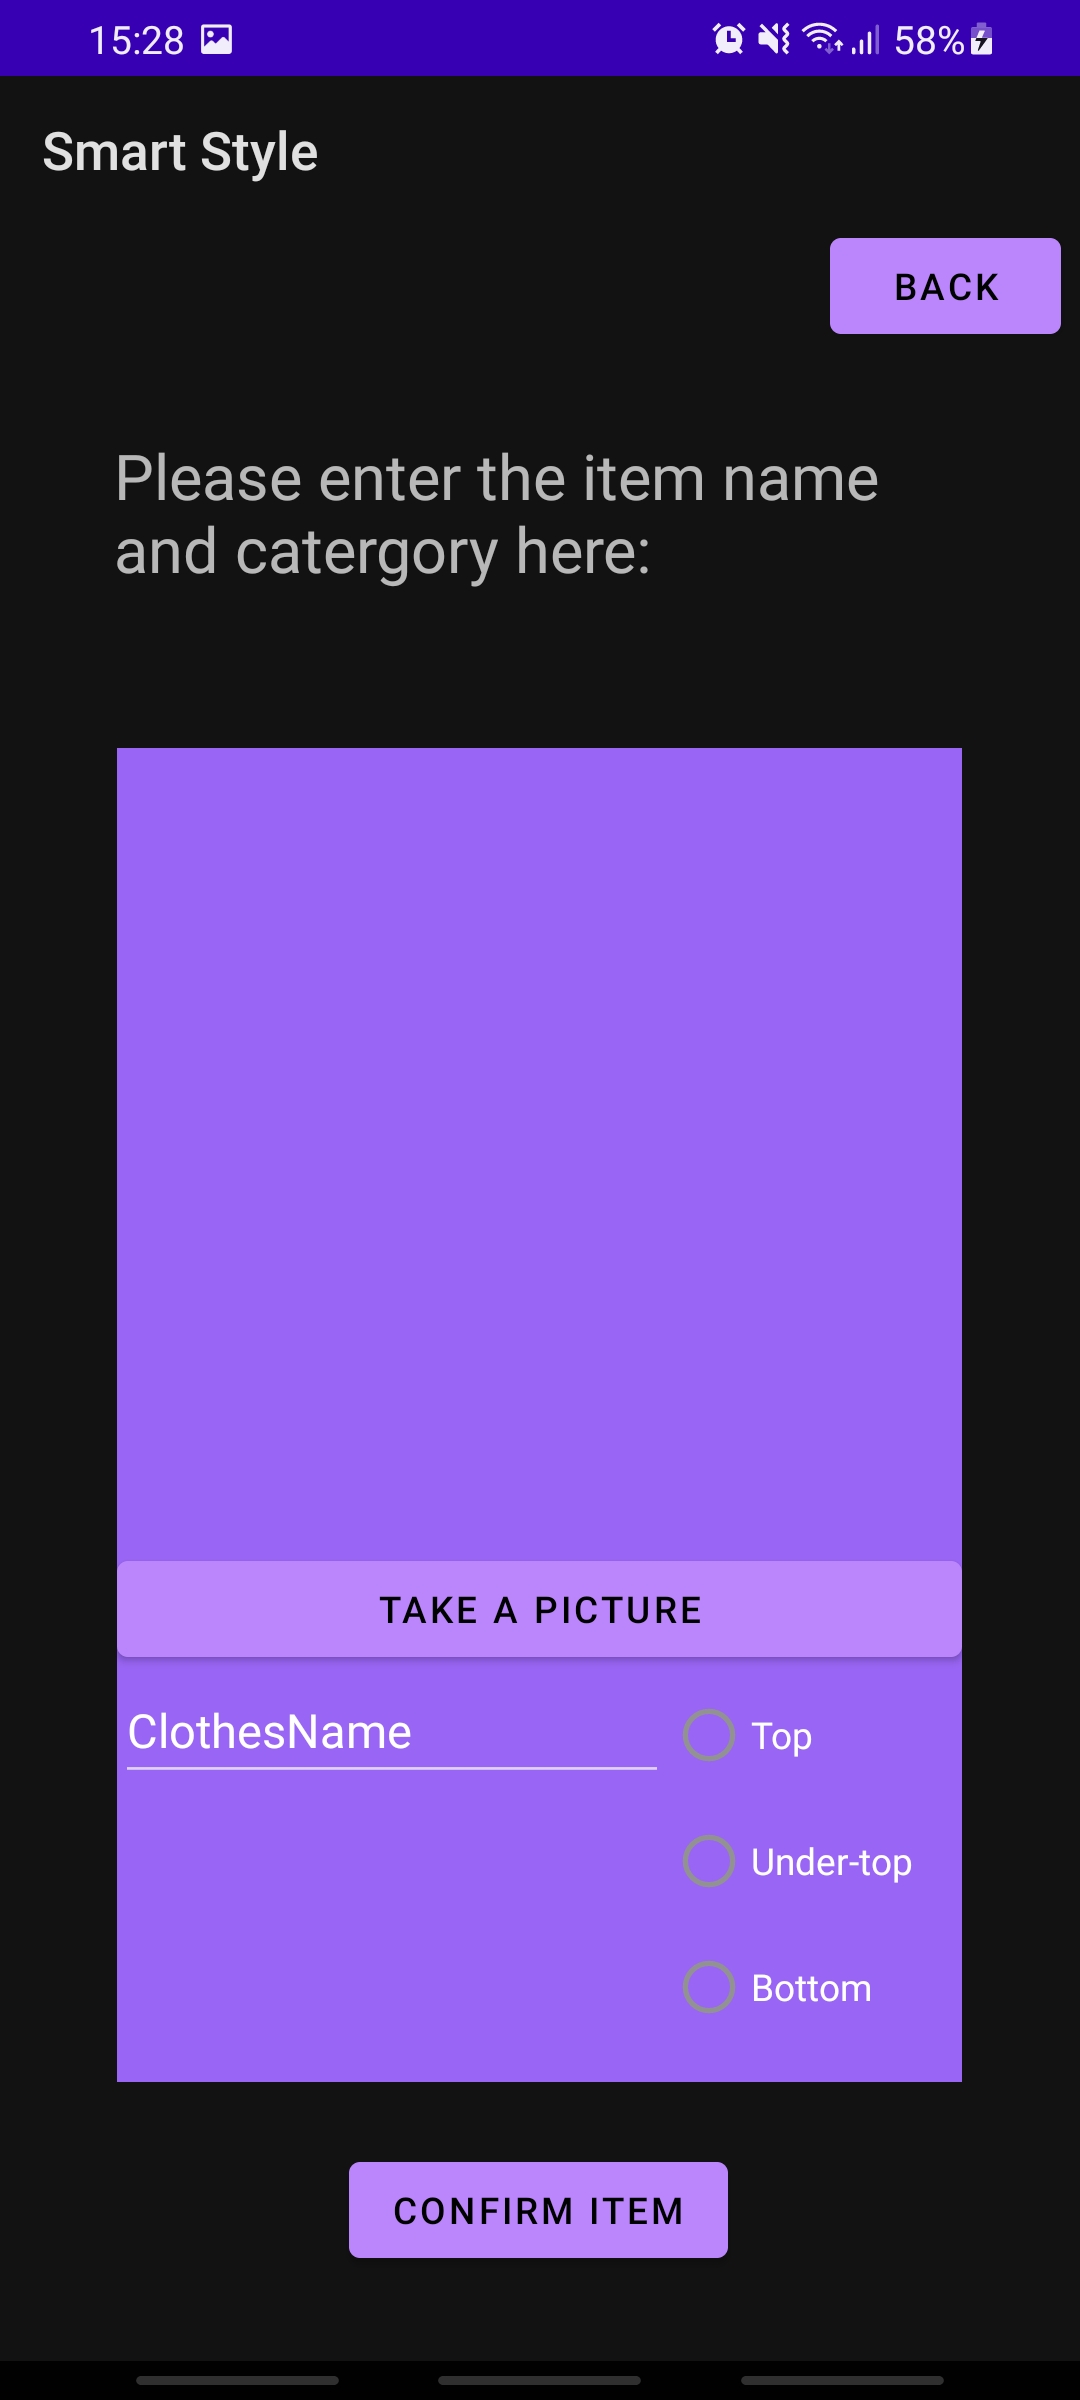 15:28
58%
Smart Style
BACK
Please enter the item name
and catergory here:
TAKE A PICTURE
ClothesName
Top
Under-top
Bottom
CONFIRM ITEM